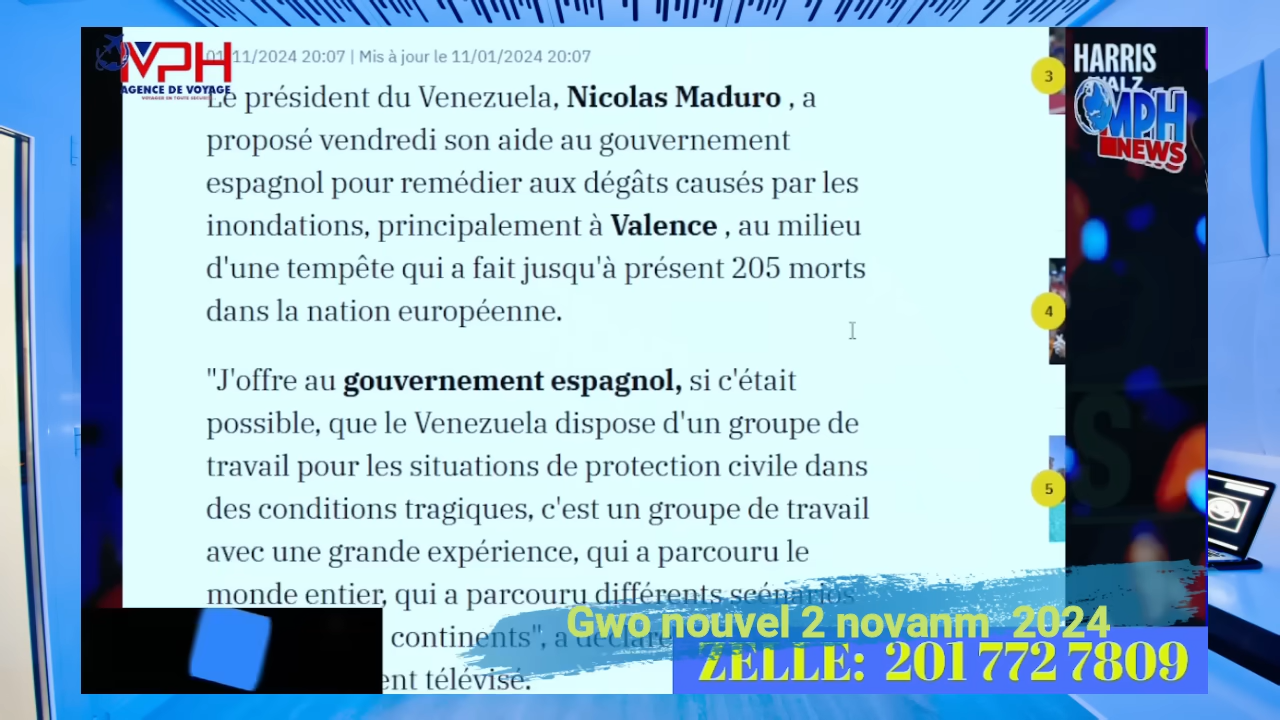 MPH
AGENCE DE VOYAGE
01/11/2024 20:07 | Mis à jour le 11/01/2024 20:07
Le président du Venezuela, Nicolas Maduro , a
proposé vendredi son aide au gouvernement
espagnol pour remédier aux dégâts causés par les
inondations, principalement à Valence , au milieu
d'une tempête qui a fait jusqu'à présent 205 morts
dans la nation européenne.
"J'offre au gouvernement espagnol, si c'était
possible, que le Venezuela dispose d'un groupe de
travail pour les situations de protection civile dans
des conditions tragiques, c'est un groupe de travail
avec une grande expérience, qui a parcouru le
monde entier, qui a parcouru différents scénarios
continents", a déclaré
ent télévisé.
3
4
5
HARRIS
WALZ
MPH
NEWS
Gwo nouvel 2 novanm 2024
ZELLE: 201 772 7809